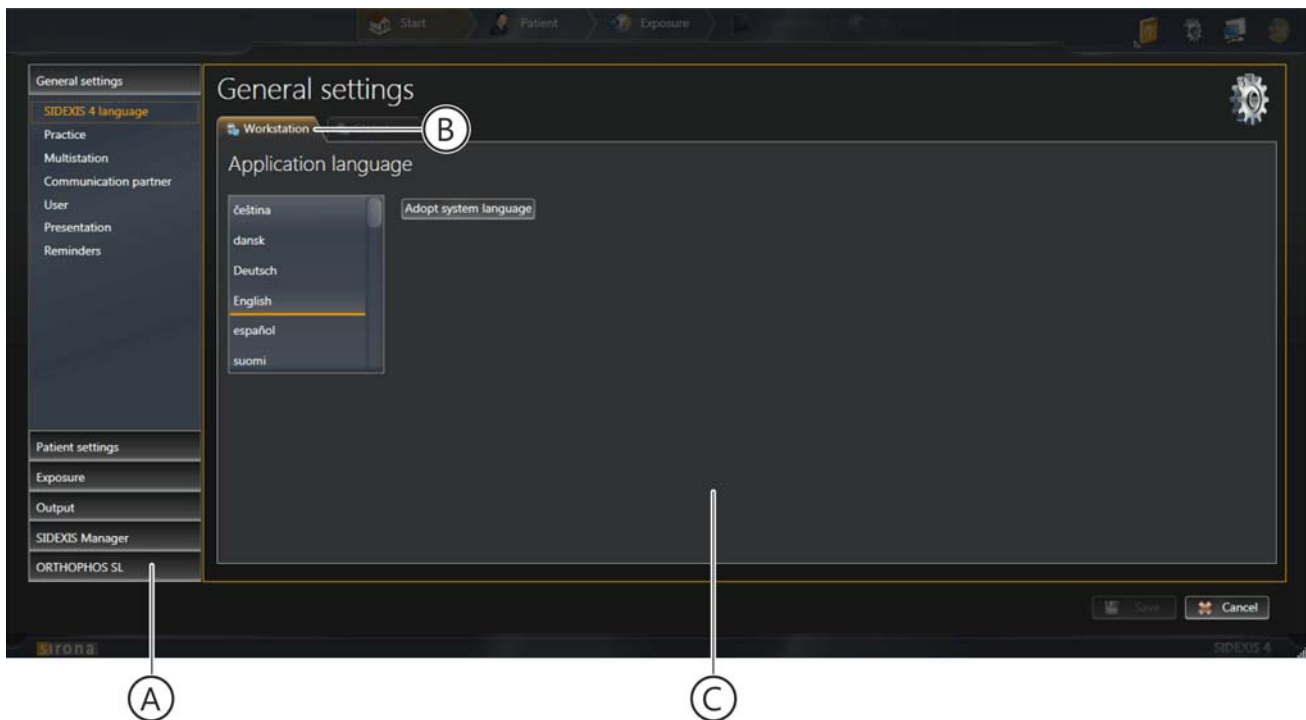 Start
Patient
Exposure
General settings
SIDEXIS 4 language
Practice
Multistation
Communication partner
User
Presentation
Reminders
Patient settings
Exposure
Output
SIDEXIS Manager
ORTHOPHOS SL
General settings
Workstation
B
Application language
čeština
dansk
Deutsch
English
español
suomi
Adopt system language
Save
Cancel
sirona
SIDEXIS 4
A
C